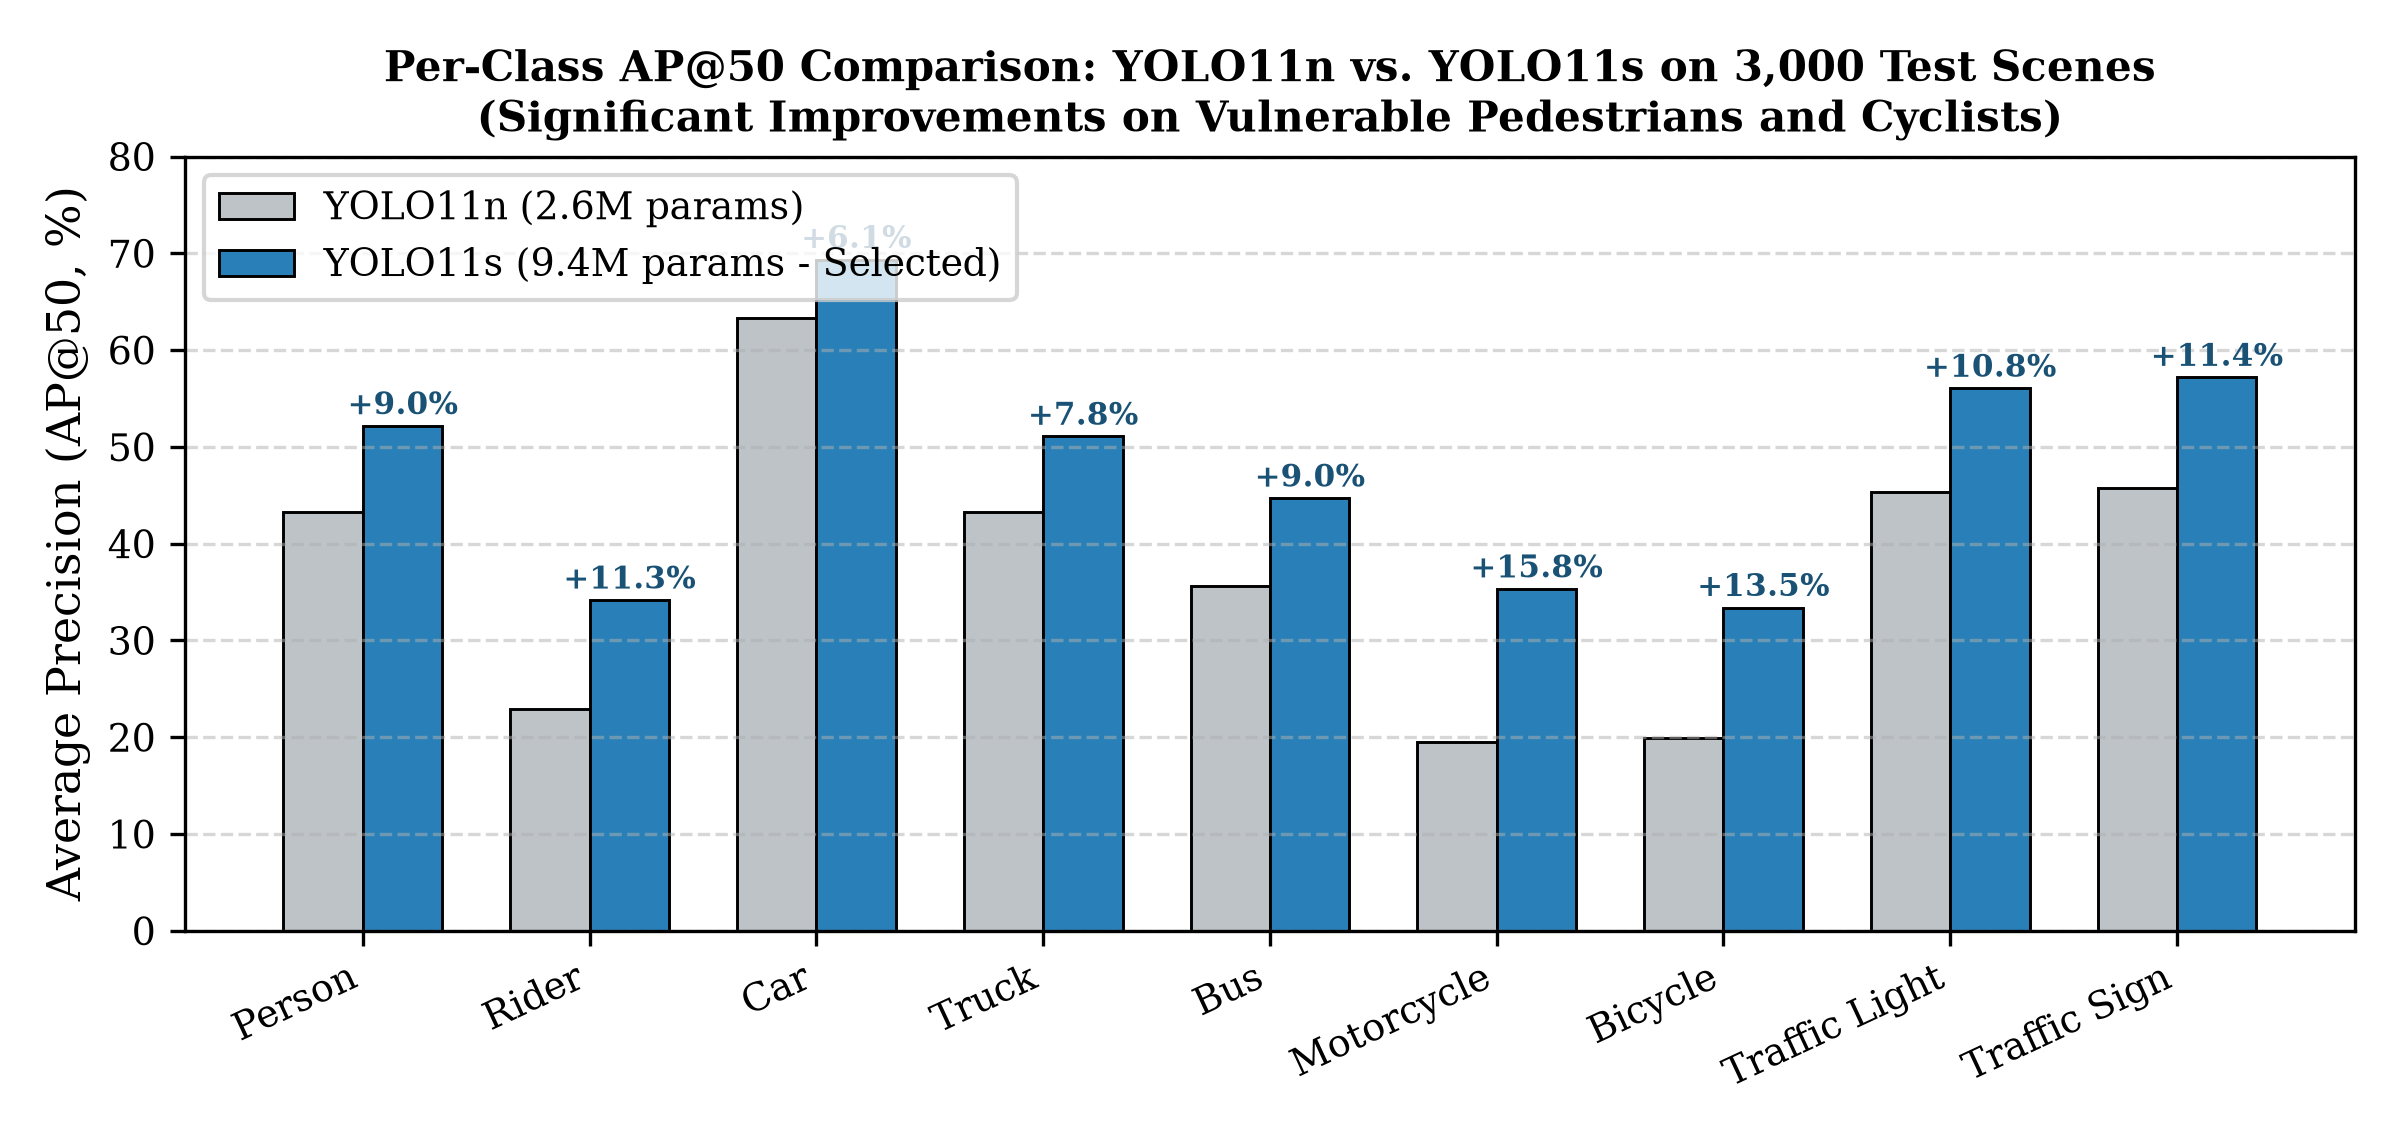 Per-Class AP@50 Comparison: YOLO11n vs. YOLO11s on 3,000 Test Scenes
(Significant Improvements on Vulnerable Pedestrians and Cyclists)
Average Precision (AP@50, %)
80
70
60
50
40
30
20
10
0
YOLO11n (2.6M params)
YOLO11s (9.4M params - Selected)
+9.0%
+11.3%
+6.1%
+7.8%
+9.0%
+15.8%
+13.5%
+10.8%
+11.4%
Person
Rider
Car
Truck
Bus
Motorcycle
Bicycle
Traffic Light
Traffic Sign